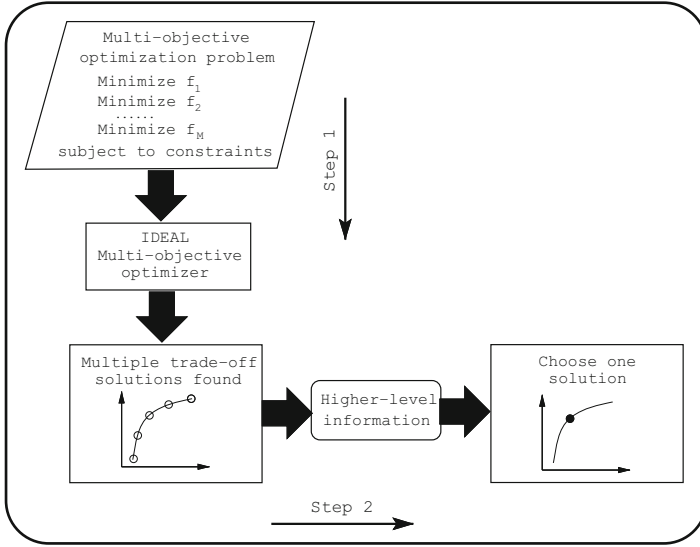 Multi-objective
optimization problem
Minimize f1
Minimize f2
......
Minimize fM
subject to constraints
Step 1
IDEAL
Multi-objective
optimizer
Multiple trade-off
solutions found
Higher-level
information
Choose one
solution
Step 2